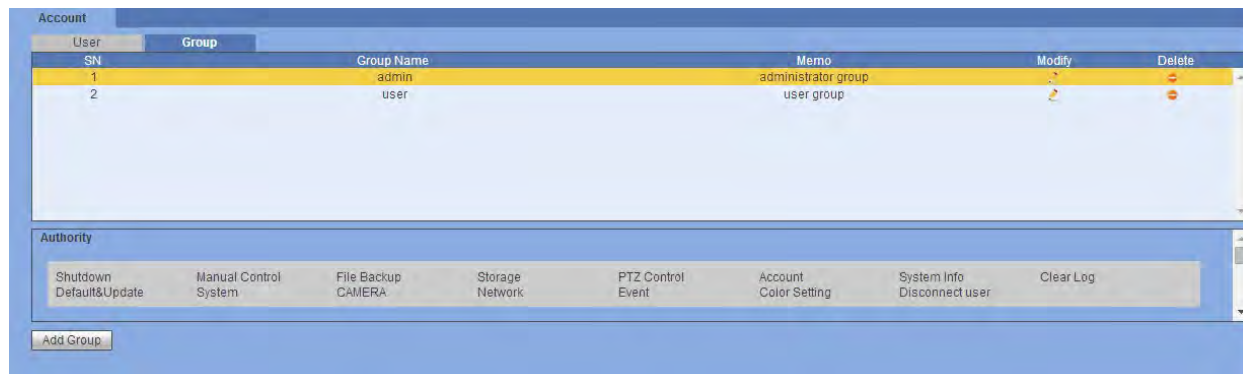 Account
User Group
SN Group Name Memo Modify Delete
1 admin administrator group
2 user user group
Authority
Shutdown Manual Control File Backup Storage PTZ Control Account System Info Clear Log
Default&Update System CAMERA Network Event Color Setting Disconnect user
Add Group